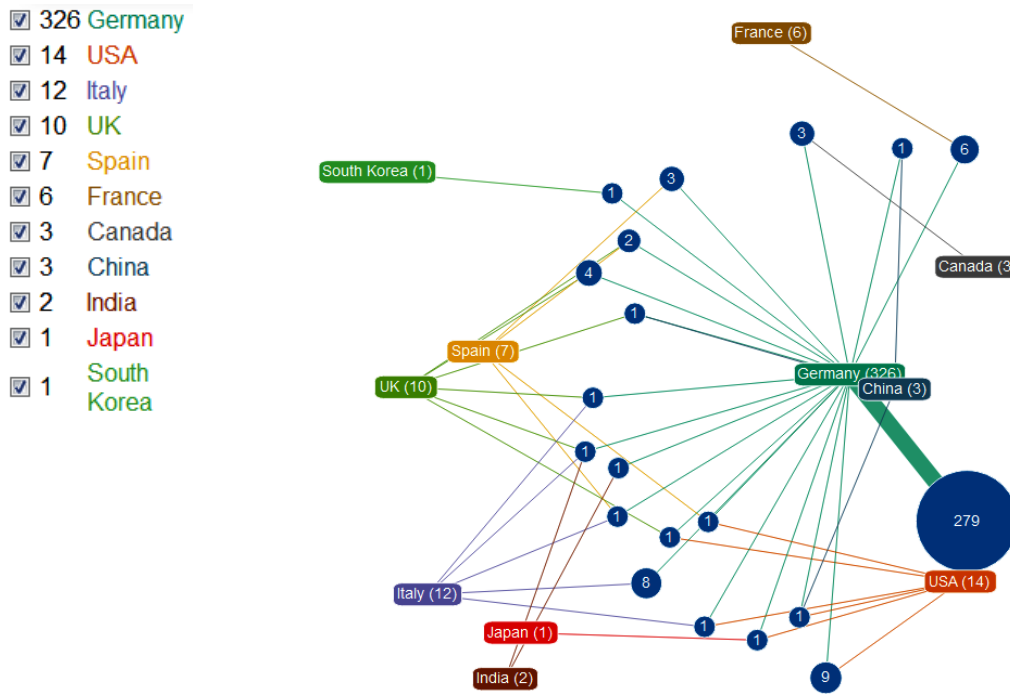 326 Germany
14 USA
12 Italy
10 UK
7 Spain
6 France
3 Canada
3 China
2 India
1 Japan
1 South
Korea
France (6)
3
1
6
South Korea (1)
3
1
2
Canada (3
4
1
Spain (7)
Germany (326)
UK (10)
China (3)
1
1
1
1
1
1
279
Italy (12)
8
USA (14)
1
1
1
Japan (1)
India (2)
9